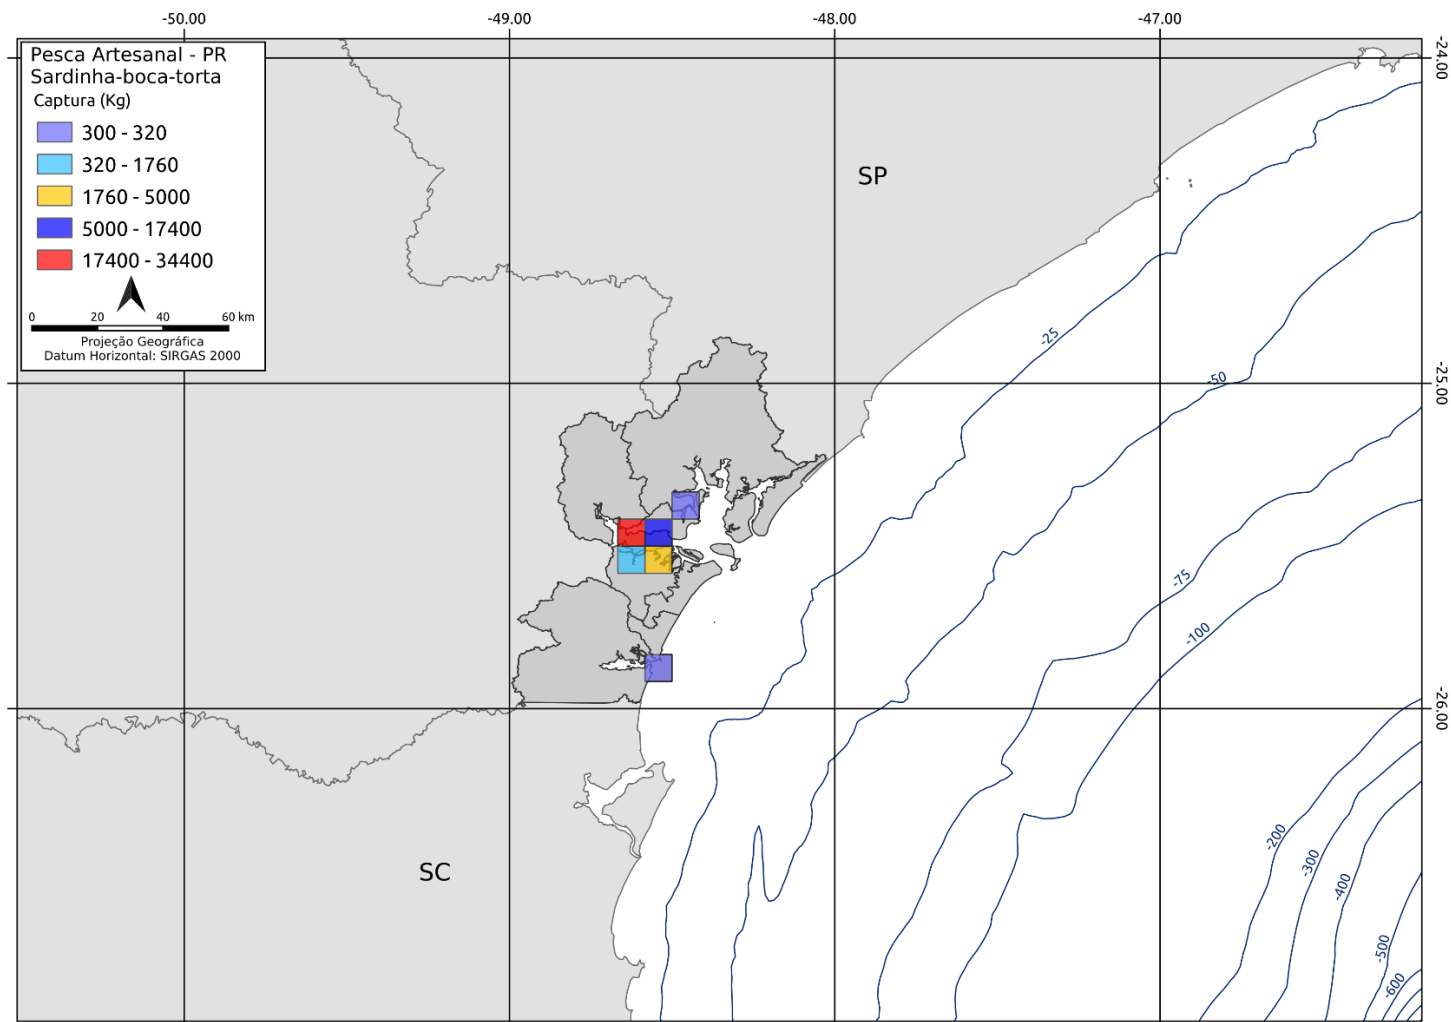 -50.00 -49.00 -48.00 -47.00
-24.00
-25.00
-26.00
Pesca Artesanal - PR
Sardinha-boca-torta
Captura (Kg)
300 - 320
320 - 1760
1760 - 5000
5000 - 17400
17400 - 34400
0 20 40 60 km
Projeção Geográfica
Datum Horizontal: SIRGAS 2000
SP
SC
-25
-50
-75
-100
-200
-300
-400
-500
-600